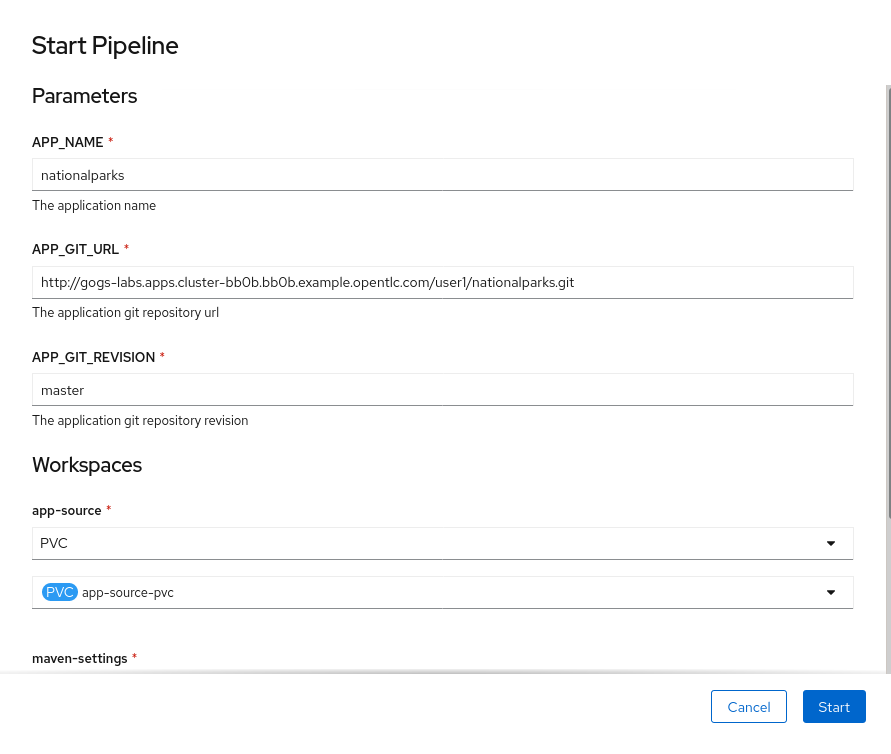 Start Pipeline
Parameters
APP_NAME *
nationalparks
The application name
APP_GIT_URL *
http://gogs-labs.apps.cluster-bb0b.bb0b.example.opentlc.com/user1/nationalparks.git
The application git repository url
APP_GIT_REVISION *
master
The application git repository revision
Workspaces
app-source *
PVC
PVC app-source-pvc
maven-settings *
Cancel Start